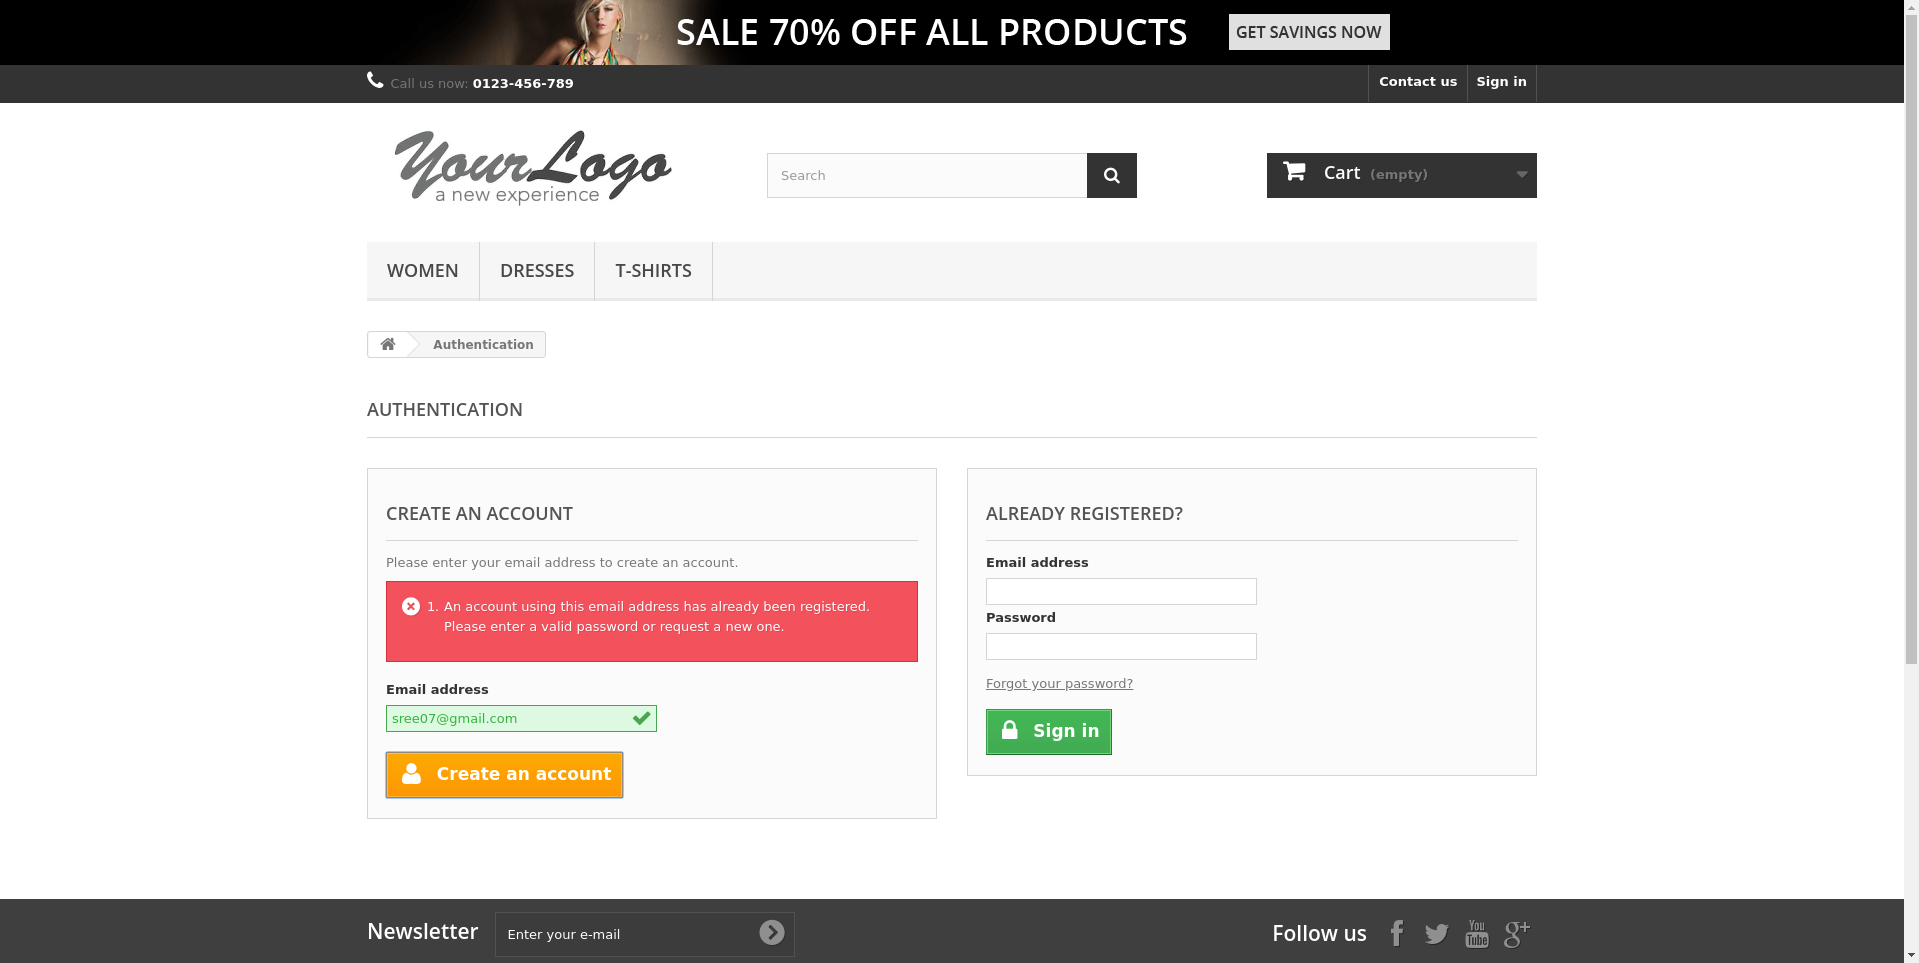 SALE 70% OFF ALL PRODUCTS GET SAVINGS NOW
Call us now: 0123-456-789 Contact us Sign in
YourLogo
a new experience
Search
Cart (empty)
WOMEN DRESSES T-SHIRTS
Authentication
AUTHENTICATION
CREATE AN ACCOUNT
Please enter your email address to create an account.
1. An account using this email address has already been registered.
Please enter a valid password or request a new one.
Email address
sree07@gmail.com
Create an account
ALREADY REGISTERED?
Email address
Password
Forgot your password?
Sign in
Newsletter Enter your e-mail
Follow us
You
Tube